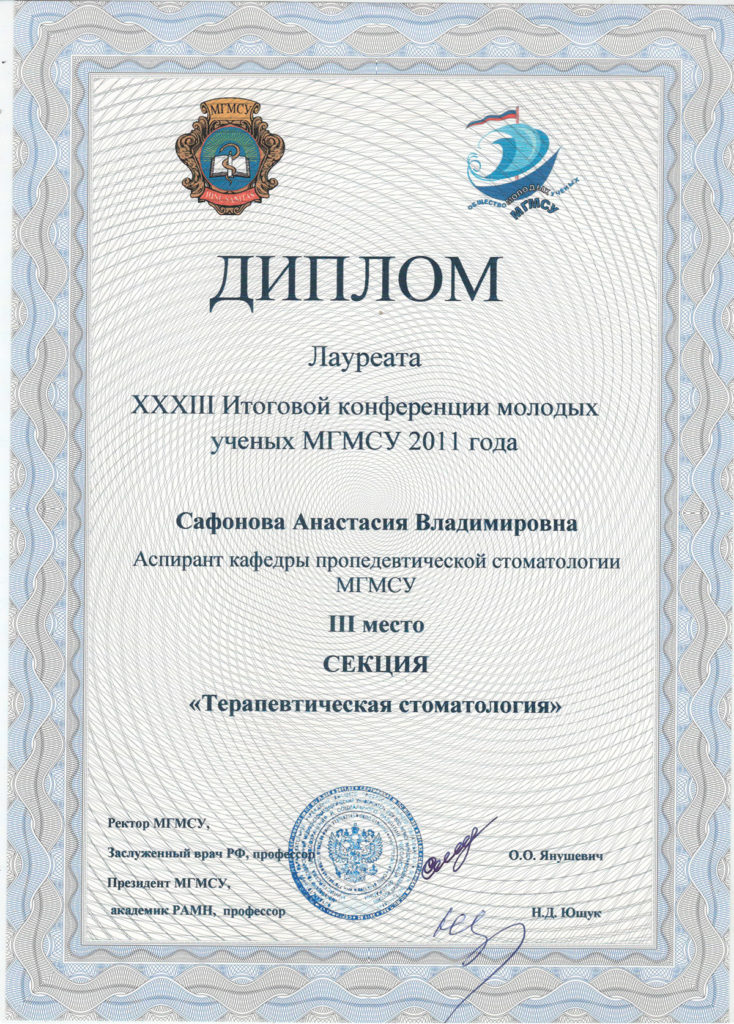 МГМСУ
ОБЩЕСТВО МОЛОДЫХ УЧЕНЫХ
МГМСУ
ДИПЛОМ
Лауреата
XXXIII Итоговой конференции молодых
ученых МГМСУ 2011 года
Сафонова Анастасия Владимировна
Аспирант кафедры пропедевтической стоматологии
МГМСУ
III место
СЕКЦИЯ
«Терапевтическая стоматология»
Ректор МГМСУ,
Заслуженный врач РФ, профессор
О.О. Янушевич
Президент МГМСУ,
академик РАМН, профессор
Н.Д. Ющук